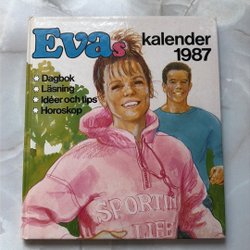 Evas kalender
1987
* Dagbok
* Läsning
* Idéer och tips
* Horoskop
SPORTING
LIFE